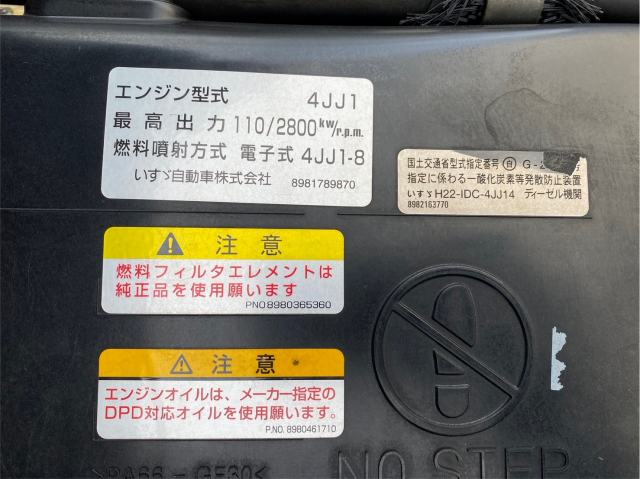 エンジン型式 4JJ1
最高出力 110/2800kw/r.p.m.
燃料噴射方式 電子式 4JJ1-8
いすゞ自動車株式会社 8981789870
国土交通省型式指定番号 自 G-2
指定に係わる一酸化炭素等発散防止装置
いすゞ H22-IDC-4JJ14 ディーゼル機関
8982163770
注意
燃料フィルタエレメントは
純正品を使用願います
PNO8980365360
注意
エンジンオイルは、メーカー指定の
DPD対応オイルを使用願います。
P.NO. 8980461710
>PA66-GF30<
NO STEP